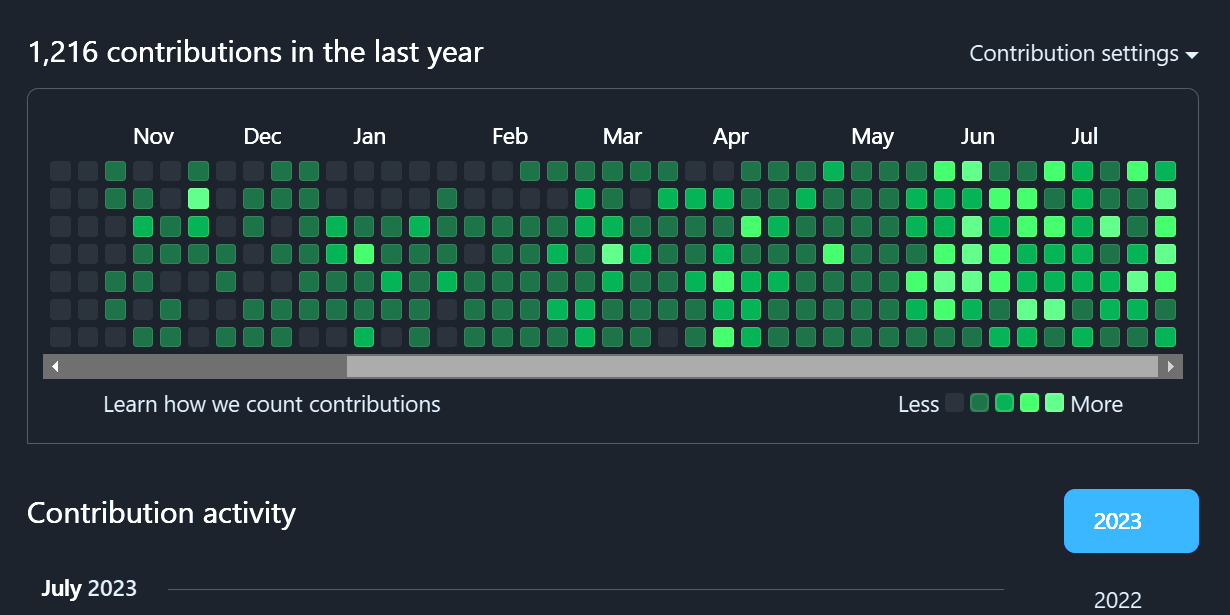 1,216 contributions in the last year
Contribution settings
Nov Dec Jan Feb Mar Apr May Jun Jul
Learn how we count contributions
Less More
Contribution activity
2023
July 2023
2022